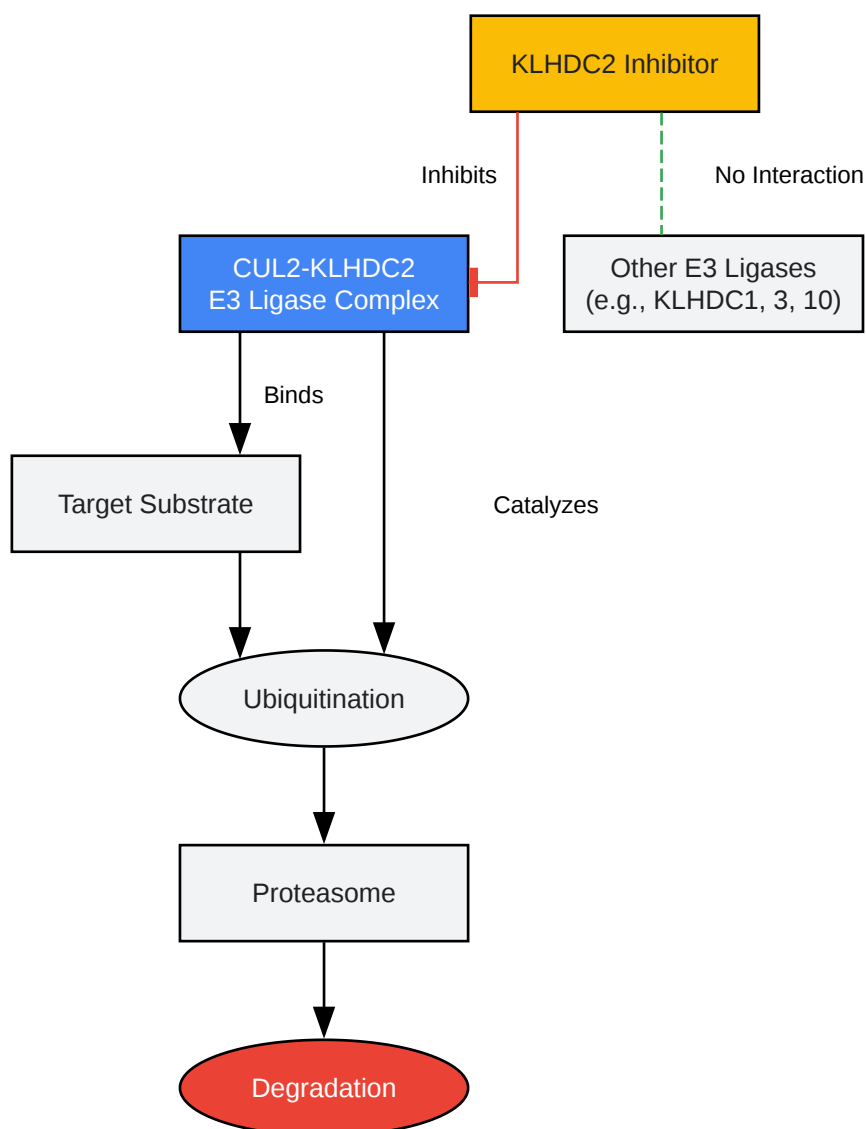 KLHDC2 Inhibitor
Inhibits
No Interaction
CUL2-KLHDC2
E3 Ligase Complex
Other E3 Ligases
(e.g., KLHDC1, 3, 10)
Binds
Target Substrate
Catalyzes
Ubiquitination
Proteasome
Degradation